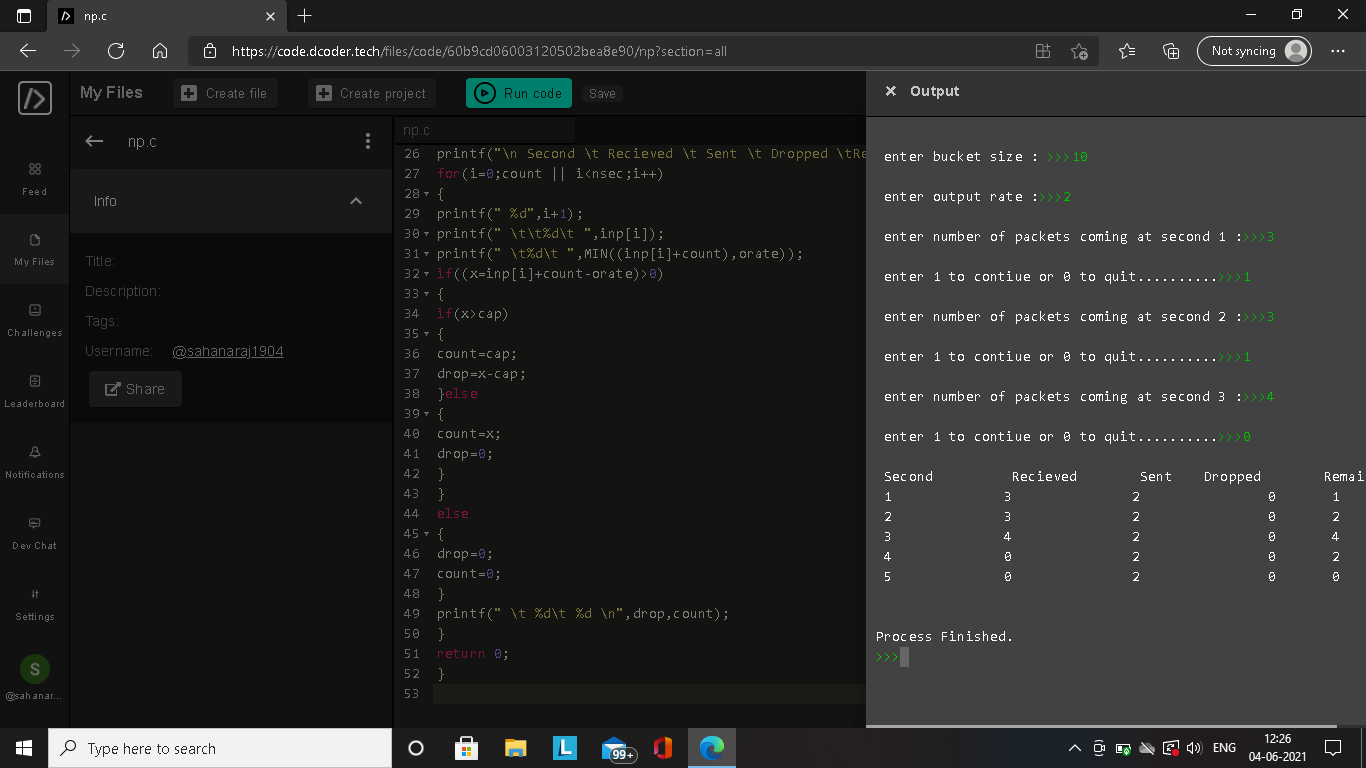 np.c
https://code.dcoder.tech/files/code/60b9cd06003120502bea8e90/np?section=all
Not syncing
My Files
Create file
Create project
Run code
Save
Feed
My Files
Challenges
Leaderboard
Notifications
Dev Chat
Settings
S
@sahanar...
np.c
Info
Title:
Description:
Tags:
Username: @sahanaraj1904
Share
np.c
26 printf("\n Second \t Recieved \t Sent \t Dropped \tRe
27 for(i=0;count || i<nsec;i++)
28 {
29 printf(" %d",i+1);
30 printf(" \t\t%d\t ",inp[i]);
31 printf(" \t%d\t ",MIN((inp[i]+count),orate));
32 if((x=inp[i]+count-orate)>0)
33 {
34 if(x>cap)
35 {
36 count=cap;
37 drop=x-cap;
38 }else
39 {
40 count=x;
41 drop=0;
42 }
43 }
44 else
45 {
46 drop=0;
47 count=0;
48 }
49 printf(" \t %d\t %d \n",drop,count);
50 }
51 return 0;
52 }
53
Output
enter bucket size : >>>10
enter output rate :>>>2
enter number of packets coming at second 1 :>>>3
enter 1 to contiue or 0 to quit..........>>>1
enter number of packets coming at second 2 :>>>3
enter 1 to contiue or 0 to quit..........>>>1
enter number of packets coming at second 3 :>>>4
enter 1 to contiue or 0 to quit..........>>>0
Second Recieved Sent Dropped Remai
1 3 2 0 1
2 3 2 0 2
3 4 2 0 4
4 0 2 0 2
5 0 2 0 0
Process Finished.
>>>
Type here to search
L
99+
ENG
12:26
04-06-2021